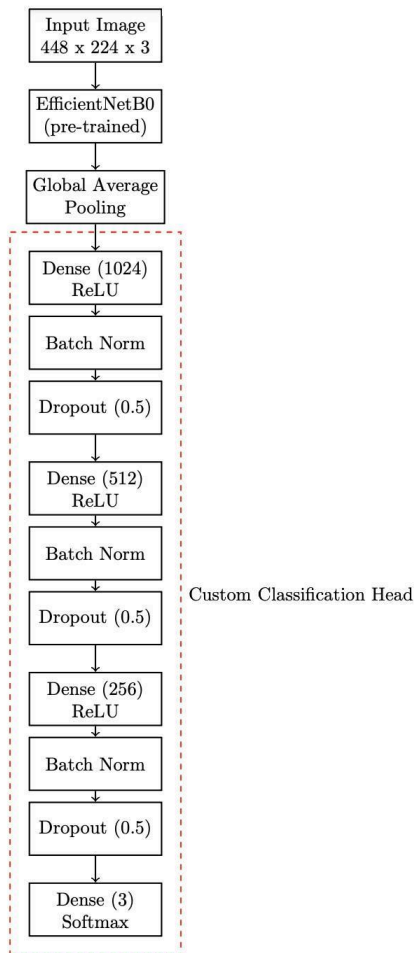 Input Image
448 x 224 x 3
EfficientNetB0
(pre-trained)
Global Average
Pooling
Dense (1024)
ReLU
Batch Norm
Dropout (0.5)
Dense (512)
ReLU
Batch Norm
Dropout (0.5)
Custom Classification Head
Dense (256)
ReLU
Batch Norm
Dropout (0.5)
Dense (3)
Softmax